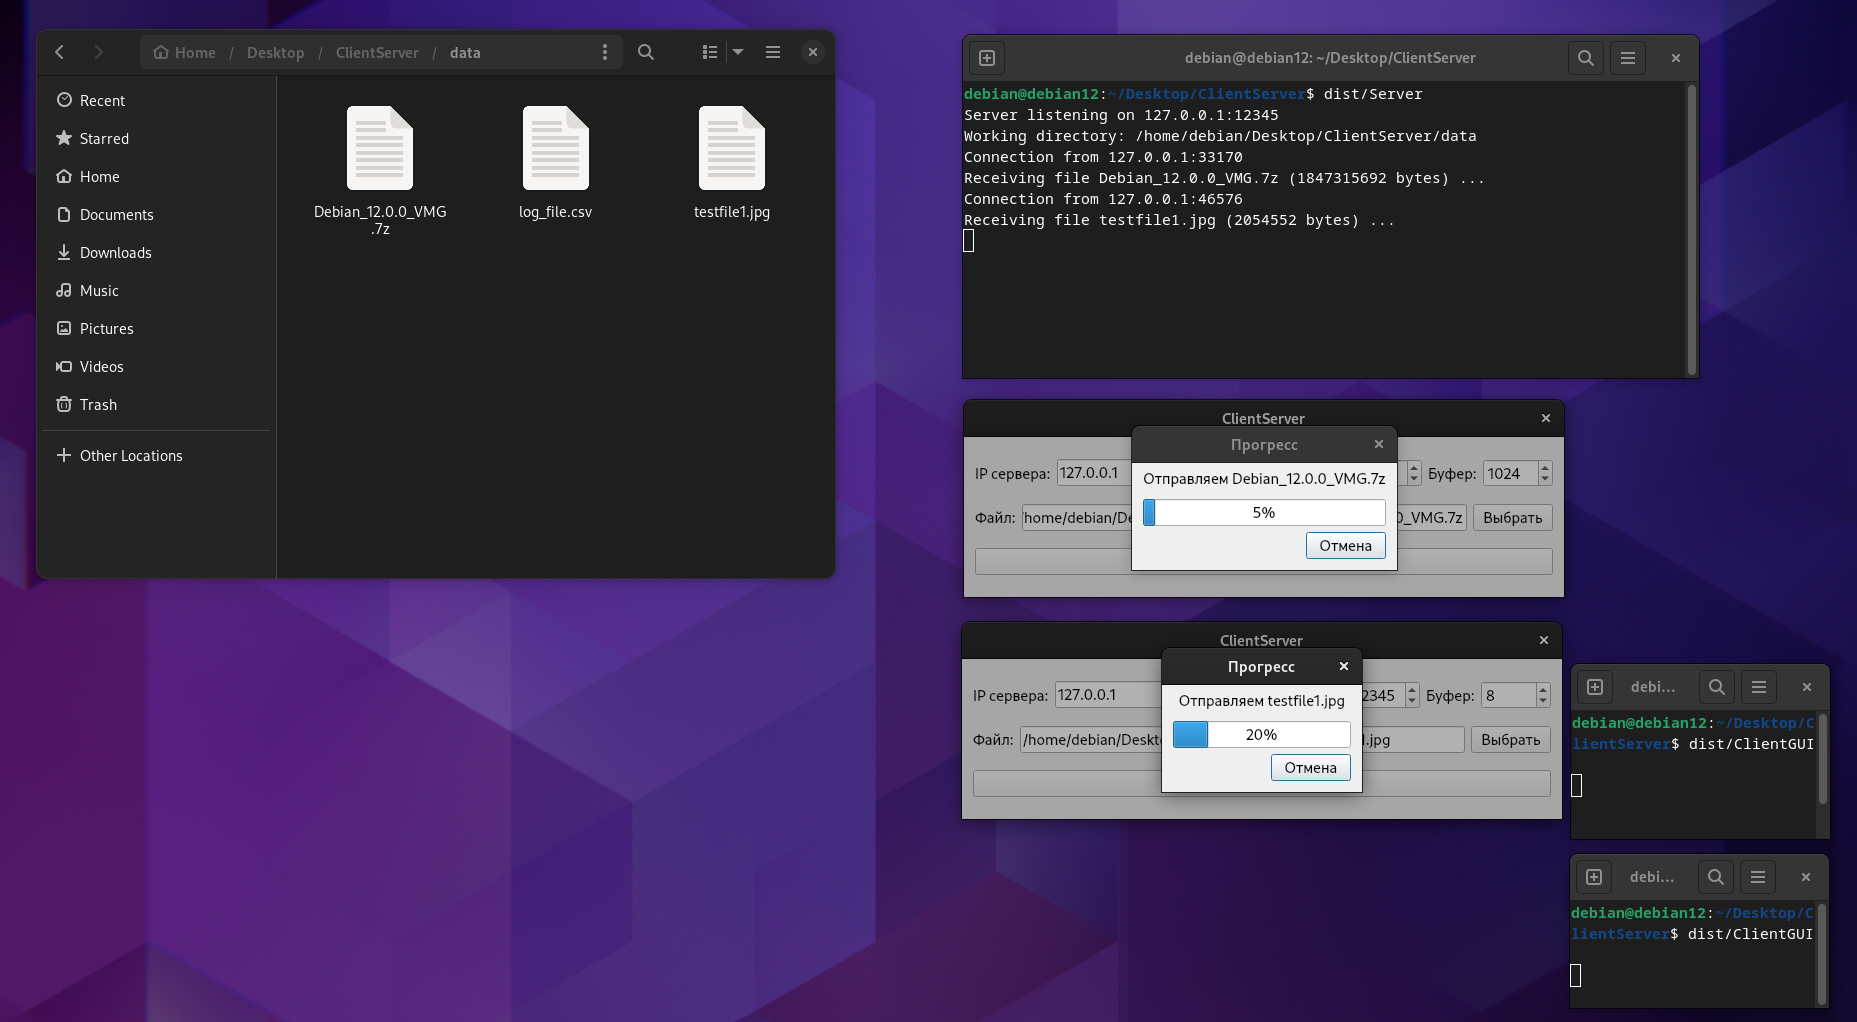 Home / Desktop / ClientServer / data
Recent
Starred
Home
Documents
Downloads
Music
Pictures
Videos
Trash
Other Locations
Debian_12.0.0_VMG
.7z
log_file.csv
testfile1.jpg
debian@debian12: ~/Desktop/ClientServer
debian@debian12:~/Desktop/ClientServer$ dist/Server
Server listening on 127.0.0.1:12345
Working directory: /home/debian/Desktop/ClientServer/data
Connection from 127.0.0.1:33170
Receiving file Debian_12.0.0_VMG.7z (1847315692 bytes) ...
Connection from 127.0.0.1:46576
Receiving file testfile1.jpg (2054552 bytes) ...
ClientServer
IP сервера: 127.0.0.1 Буфер: 1024
Файл: /home/debian/De 0_VMG.7z Выбрать
Прогресс
Отправляем Debian_12.0.0_VMG.7z
5%
Отмена
ClientServer
IP сервера: 127.0.0.1 2345 Буфер: 8
Файл: /home/debian/Deskt 1.jpg Выбрать
Прогресс
Отправляем testfile1.jpg
20%
Отмена
debi...
debian@debian12:~/Desktop/C
lientServer$ dist/ClientGUI
debi...
debian@debian12:~/Desktop/C
lientServer$ dist/ClientGUI